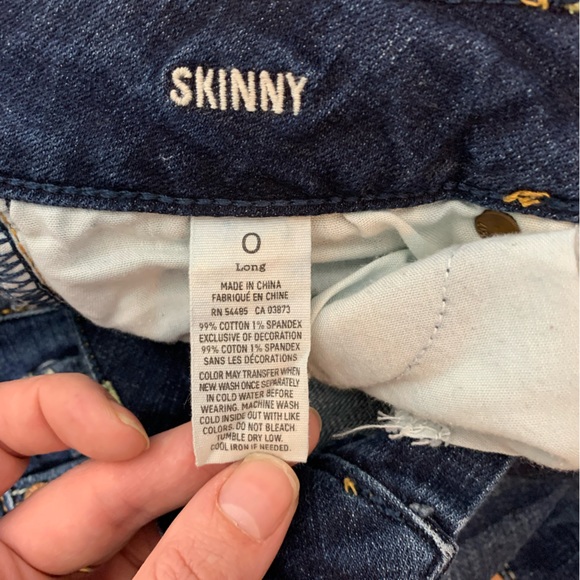 SKINNY
0
Long
MADE IN CHINA
FABRIQUÉ EN CHINE
RN 54485 CA 03873
99% COTTON 1% SPANDEX
EXCLUSIVE OF DECORATION
99% COTON 1% SPANDEX
SANS LES DÉCORATIONS
COLOR MAY TRANSFER WHEN
NEW. WASH ONCE SEPARATELY
IN COLD WATER BEFORE
WEARING. MACHINE WASH
COLD INSIDE OUT WITH LIKE
COLORS. DO NOT BLEACH.
TUMBLE DRY LOW.
COOL IRON IF NEEDED.